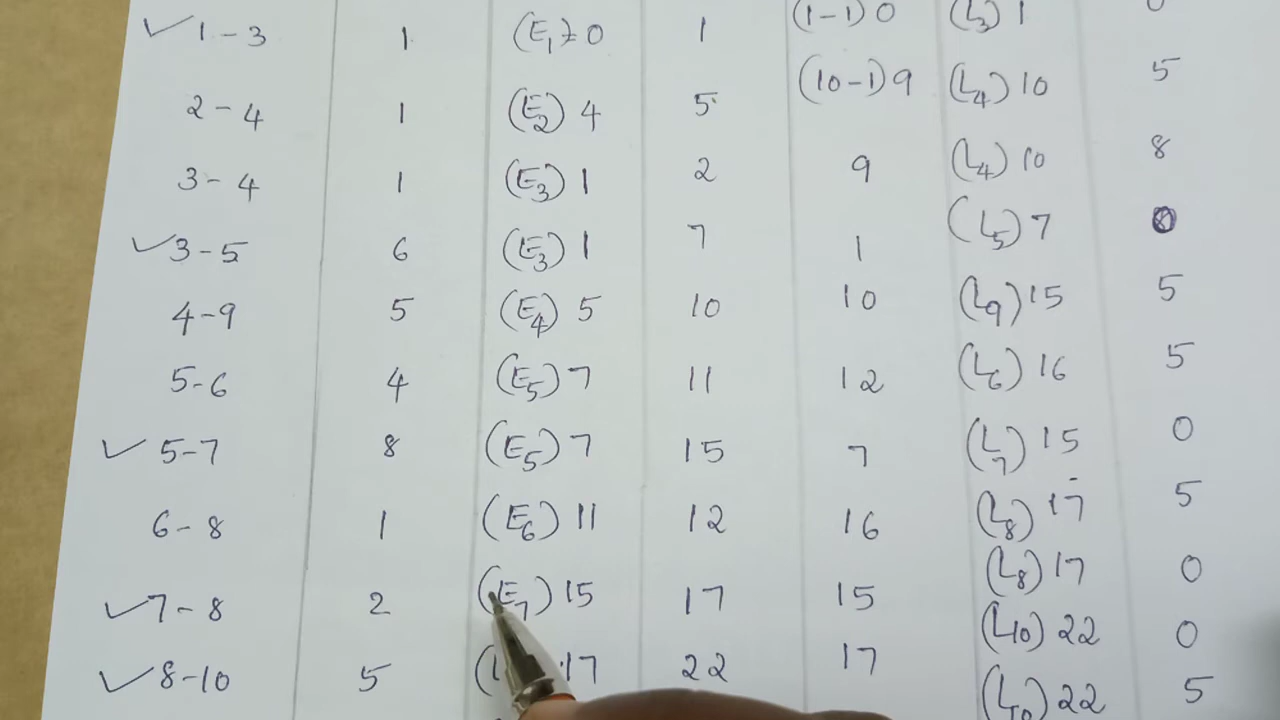 ✓ 1-3 1 (E1) 0 1 (1-1) 0 (L3) 1 0
2-4 1 (E2) 4 5 (10-1) 9 (L4) 10 5
3-4 1 (E3) 1 2 9 (L4) 10 8
✓ 3-5 6 (E3) 1 7 1 (L5) 7 0
4-9 5 (E4) 5 10 10 (L9) 15 5
5-6 4 (E5) 7 11 12 (L6) 16 5
✓ 5-7 8 (E5) 7 15 7 (L7) 15 0
6-8 1 (E6) 11 12 16 (L8) 17 5
✓ 7-8 2 (E7) 15 17 15 (L8) 17 0
✓ 8-10 5 17 22 17 (L10) 22 0
(L10) 22 5